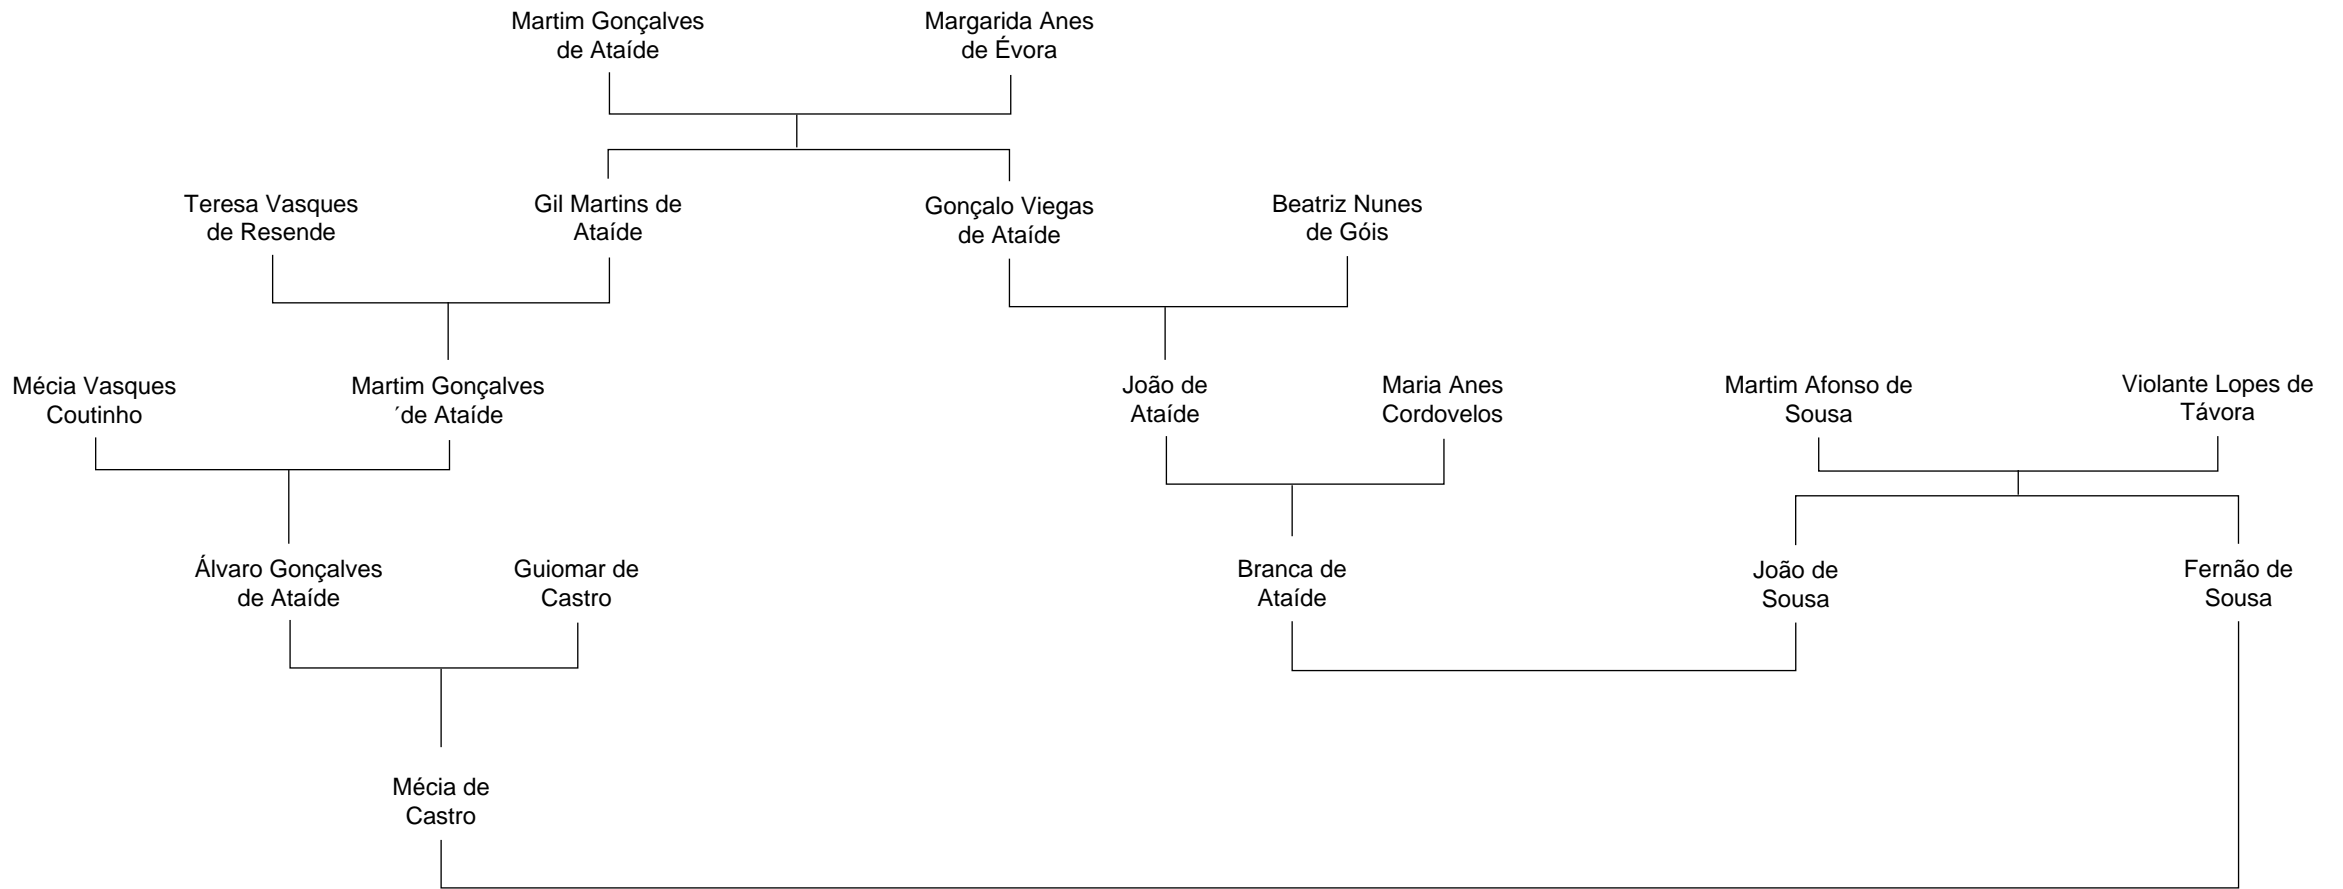 Martim Gonçalves
de Ataíde
Margarida Anes
de Évora
Teresa Vasques
de Resende
Gil Martins de
Ataíde
Gonçalo Viegas
de Ataíde
Beatriz Nunes
de Góis
Mécia Vasques
Coutinho
Martim Gonçalves
´de Ataíde
João de
Ataíde
Maria Anes
Cordovelos
Martim Afonso de
Sousa
Violante Lopes de
Távora
Álvaro Gonçalves
de Ataíde
Guiomar de
Castro
Branca de
Ataíde
João de
Sousa
Fernão de
Sousa
Mécia de
Castro